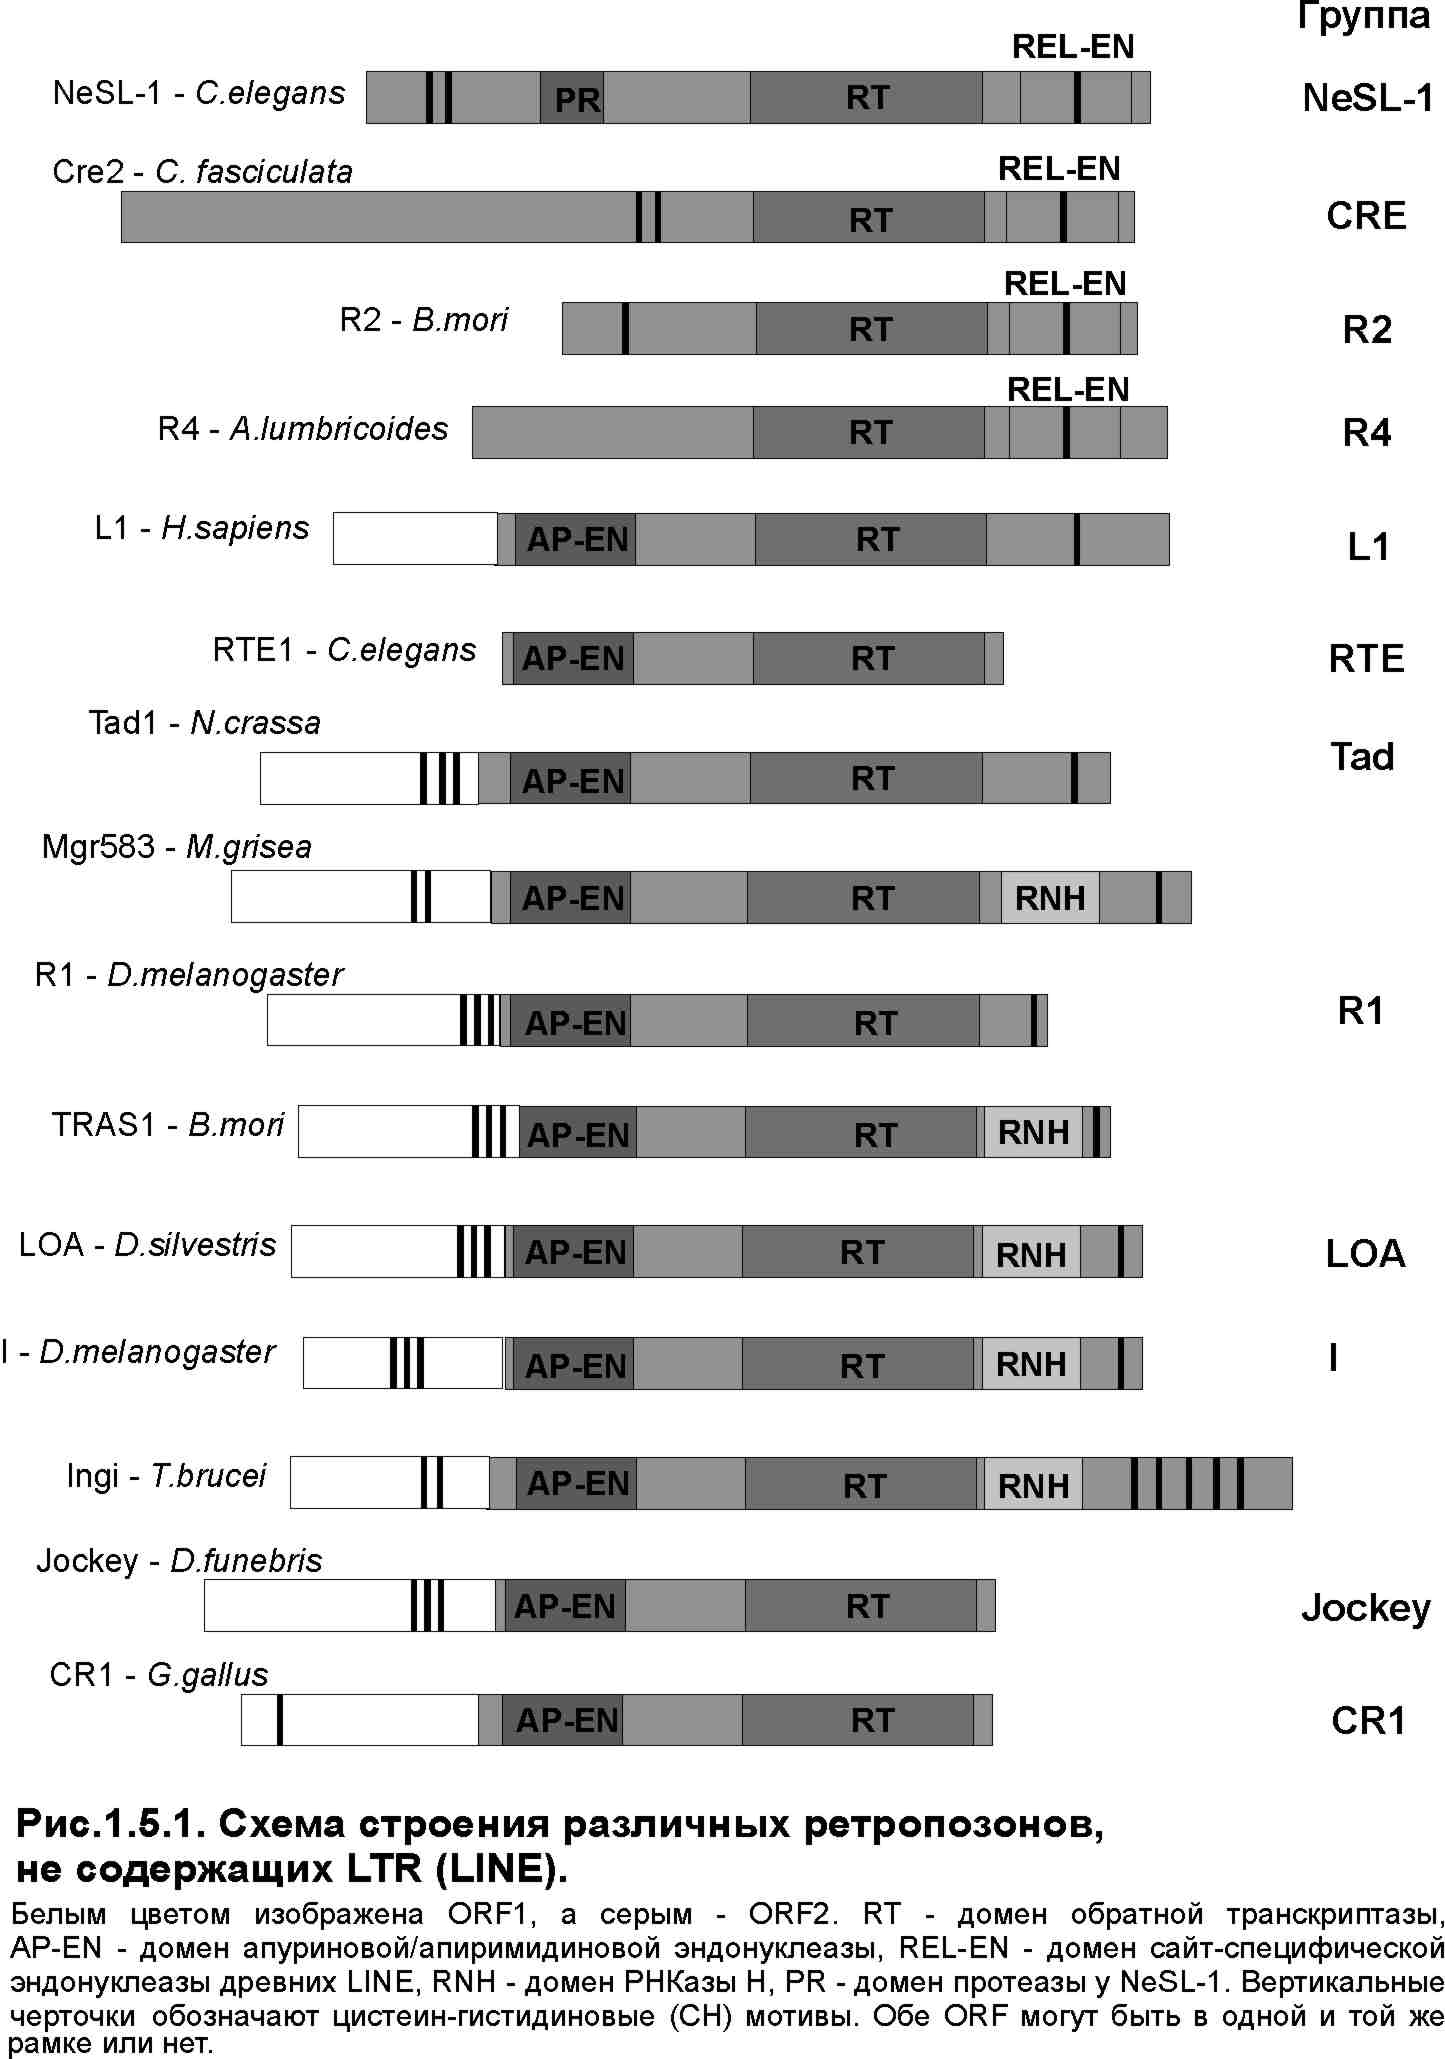 Группа
REL-EN
NeSL-1 - C.elegans
PR
RT
NeSL-1
Cre2 - C. fasciculata
REL-EN
RT
CRE
REL-EN
R2 - B.mori
RT
R2
REL-EN
R4 - A.lumbricoides
RT
R4
L1 - H.sapiens
AP-EN
RT
L1
RTE1 - C.elegans
AP-EN
RT
RTE
Tad1 - N.crassa
AP-EN
RT
Tad
Mgr583 - M.grisea
AP-EN
RT
RNH
R1 - D.melanogaster
AP-EN
RT
R1
TRAS1 - B.mori
AP-EN
RT
RNH
LOA - D.silvestris
AP-EN
RT
RNH
LOA
I - D.melanogaster
AP-EN
RT
RNH
I
Ingi - T.brucei
AP-EN
RT
RNH
Jockey - D.funebris
AP-EN
RT
Jockey
CR1 - G.gallus
AP-EN
RT
CR1
Рис.1.5.1. Схема строения различных ретропозонов,
не содержащих LTR (LINE).
Белым цветом изображена ORF1, а серым - ORF2. RT - домен обратной транскриптазы,
AP-EN - домен апуриновой/апиримидиновой эндонуклеазы, REL-EN - домен сайт-специфической
эндонуклеазы древних LINE, RNH - домен РНКазы H, PR - домен протеазы у NeSL-1. Вертикальные
черточки обозначают цистеин-гистидиновые (CH) мотивы. Обе ORF могут быть в одной и той же
рамке или нет.